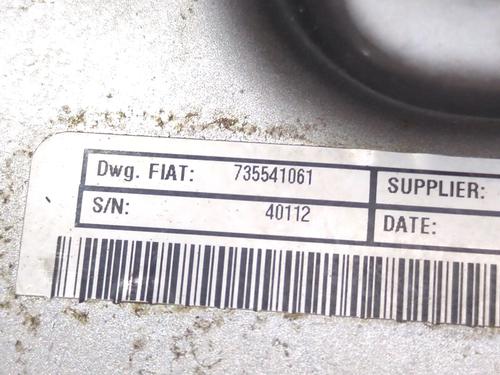 Dwg. FIAT: 735541061 SUPPLIER:
S/N: 40112 DATE: